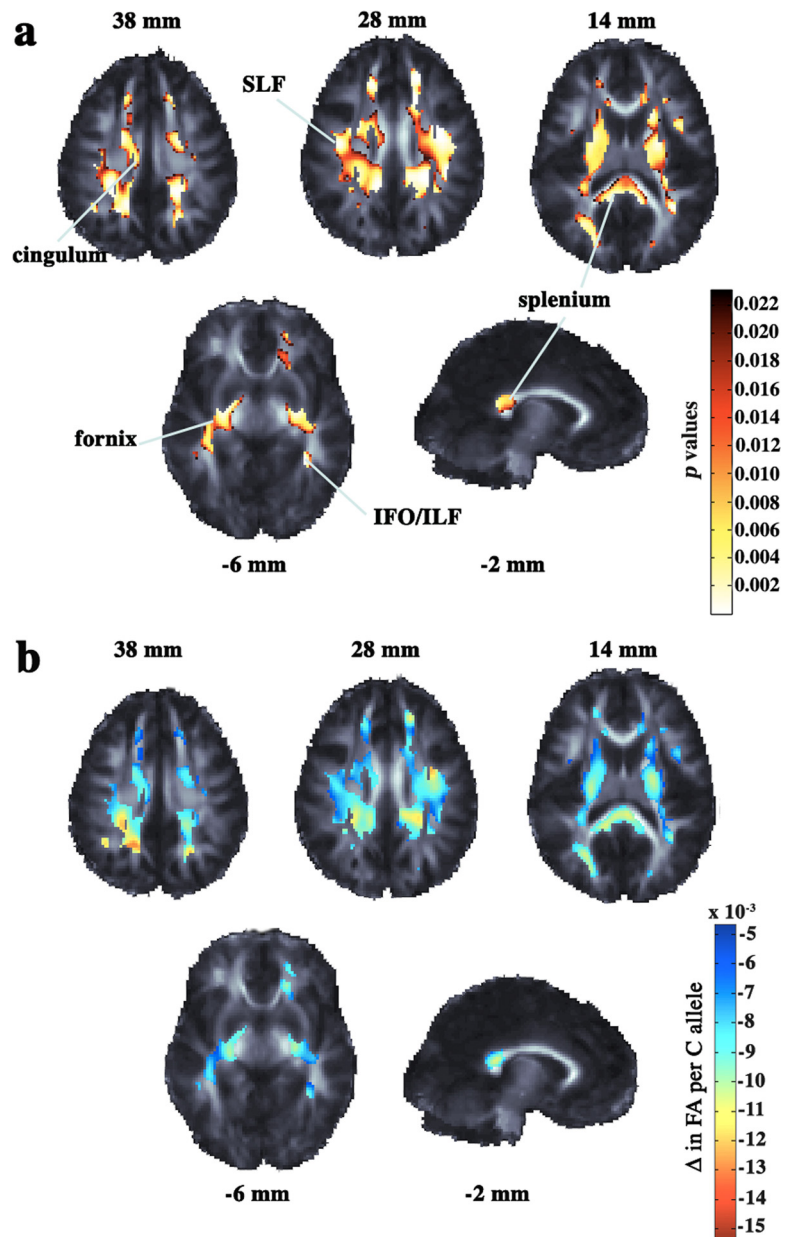 a
38 mm
28 mm
14 mm
SLF
cingulum
splenium
fornix
IFO/ILF
-6 mm
-2 mm
0.022
0.020
0.018
0.016
0.014
0.012
0.010
0.008
0.006
0.004
0.002
p values
b
38 mm
28 mm
14 mm
-6 mm
-2 mm
x 10⁻³
-5
-6
-7
-8
-9
-10
-11
-12
-13
-14
-15
Δ in FA per C allele